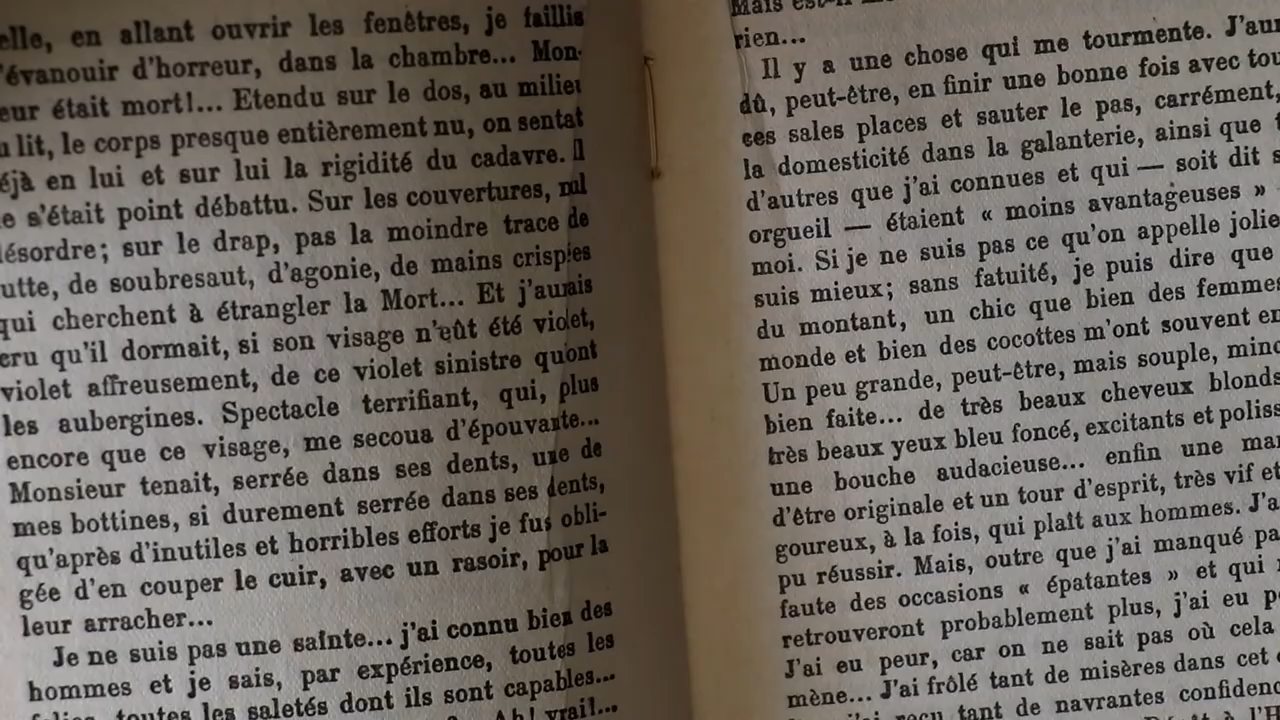 elle, en allant ouvrir les fenêtres, je faillis
'évanouir d'horreur, dans la chambre... Mon-
eur était mort!... Etendu sur le dos, au milieu
lit, le corps presque entièrement nu, on sentait
éjà en lui et sur lui la rigidité du cadavre. Il
e s'était point débattu. Sur les couvertures, nul
ésordre; sur le drap, pas la moindre trace de
utte, de soubresaut, d'agonie, de mains crispées
qui cherchent à étrangler la Mort... Et j'aurais
cru qu'il dormait, si son visage n'eût été violet,
violet affreusement, de ce violet sinistre qu'ont
les aubergines. Spectacle terrifiant, qui, plus
encore que ce visage, me secoua d'épouvante...
Monsieur tenait, serrée dans ses dents, une de
mes bottines, si durement serrée dans ses dents,
qu'après d'inutiles et horribles efforts je fus obli-
gée d'en couper le cuir, avec un rasoir, pour la
leur arracher...
Je ne suis pas une sainte... j'ai connu bien des
hommes et je sais, par expérience, toutes les
folies, toutes les saletés dont ils sont capables...
Ah! vrai!...
Mais est-il
rien...
Il y a une chose qui me tourmente. J'au
dû, peut-être, en finir une bonne fois avec tou
ces sales places et sauter le pas, carrément,
la domesticité dans la galanterie, ainsi que
d'autres que j'ai connues et qui — soit dit s
orgueil — étaient « moins avantageuses »
moi. Si je ne suis pas ce qu'on appelle jolie
suis mieux; sans fatuité, je puis dire que
du montant, un chic que bien des femmes
monde et bien des cocottes m'ont souvent en
Un peu grande, peut-être, mais souple, minc
bien faite... de très beaux cheveux blonds
très beaux yeux bleu foncé, excitants et poliss
une bouche audacieuse... enfin une ma
d'être originale et un tour d'esprit, très vif et
goureux, à la fois, qui plaît aux hommes. J'a
pu réussir. Mais, outre que j'ai manqué pa
faute des occasions « épatantes » et qui
retrouveront probablement plus, j'ai eu p
J'ai eu peur, car on ne sait pas où cela
mène... J'ai frôlé tant de misères dans cet
reçu tant de navrantes confidenc
à l'H